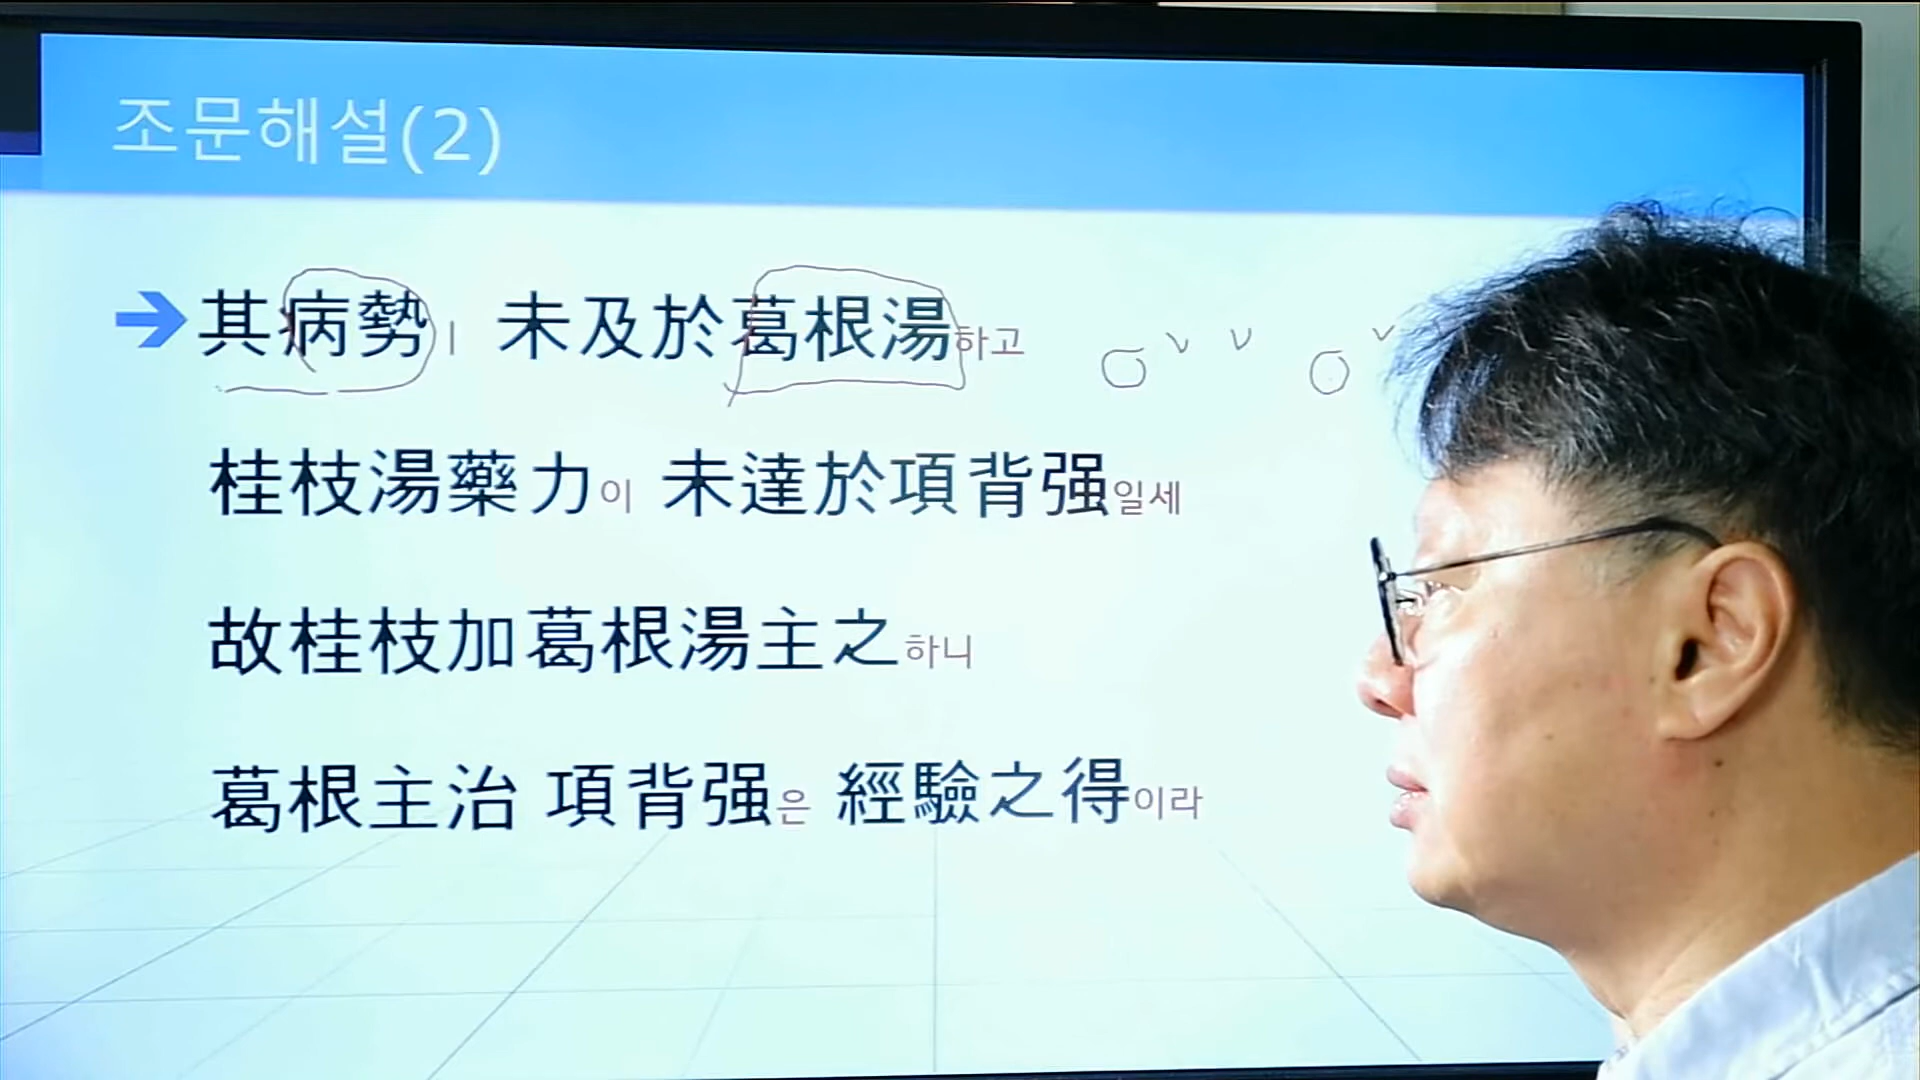 조문해설(2)
其病勢ㅣ 未及於葛根湯하고
桂枝湯藥力이 未達於項背强일세
故桂枝加葛根湯主之하니
葛根主治 項背强은 經驗之得이라